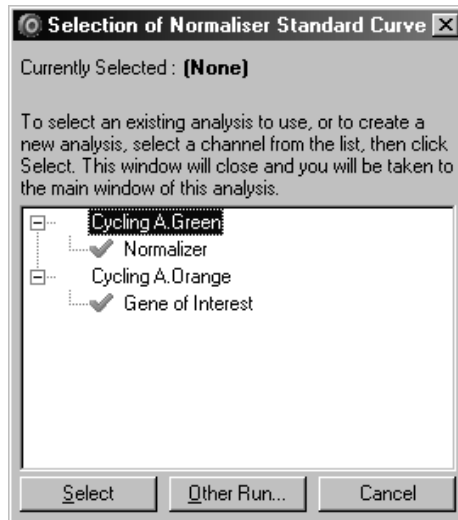 Selection of Normaliser Standard Curve
Currently Selected : (None)
To select an existing analysis to use, or to create a
new analysis, select a channel from the list, then click
Select. This window will close and you will be taken to
the main window of this analysis.
Cycling A.Green
Normalizer
Cycling A.Orange
Gene of Interest
Select Other Run... Cancel